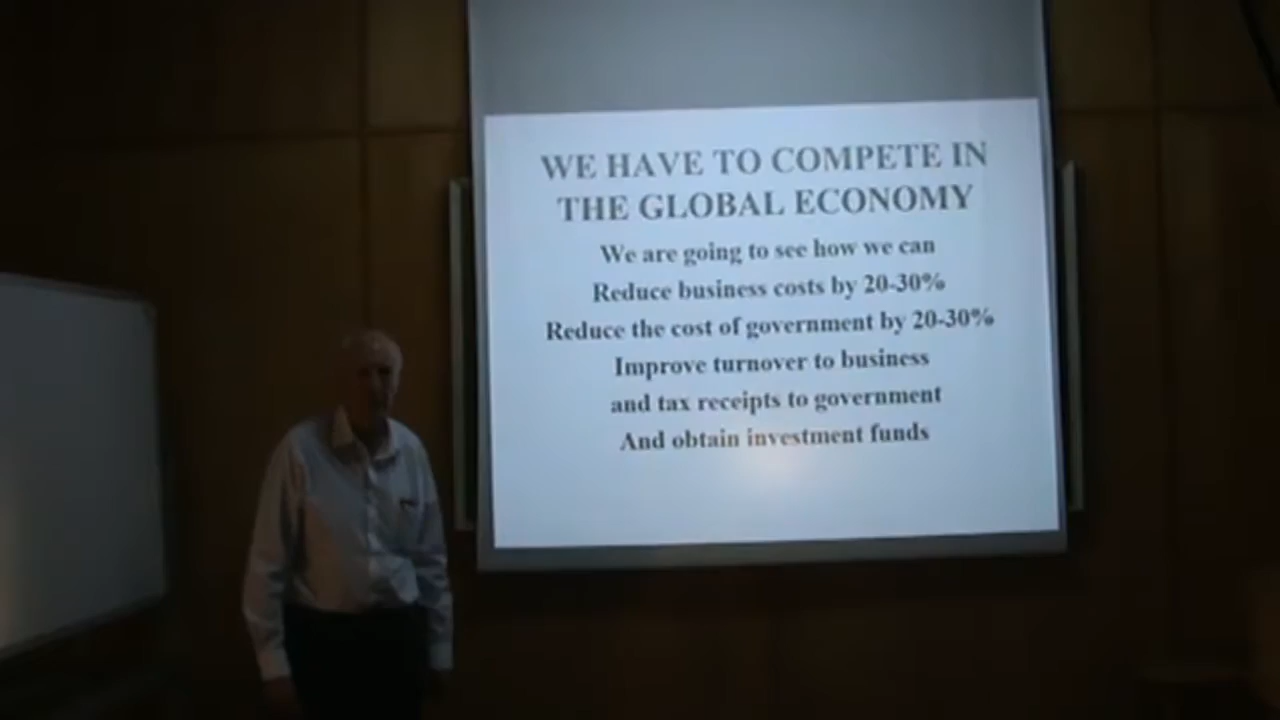 WE HAVE TO COMPETE IN
THE GLOBAL ECONOMY
We are going to see how we can
Reduce business costs by 20-30%
Reduce the cost of government by 20-30%
Improve turnover to business
and tax receipts to government
And obtain investment funds